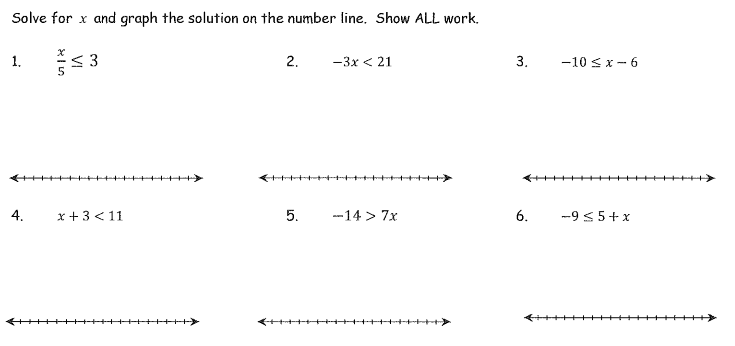 Solve for x and graph the solution on the number line. Show ALL work.
1. x/5 ≤ 3
2. −3x < 21
3. −10 ≤ x − 6
4. x + 3 < 11
5. −14 > 7x
6. −9 ≤ 5 + x